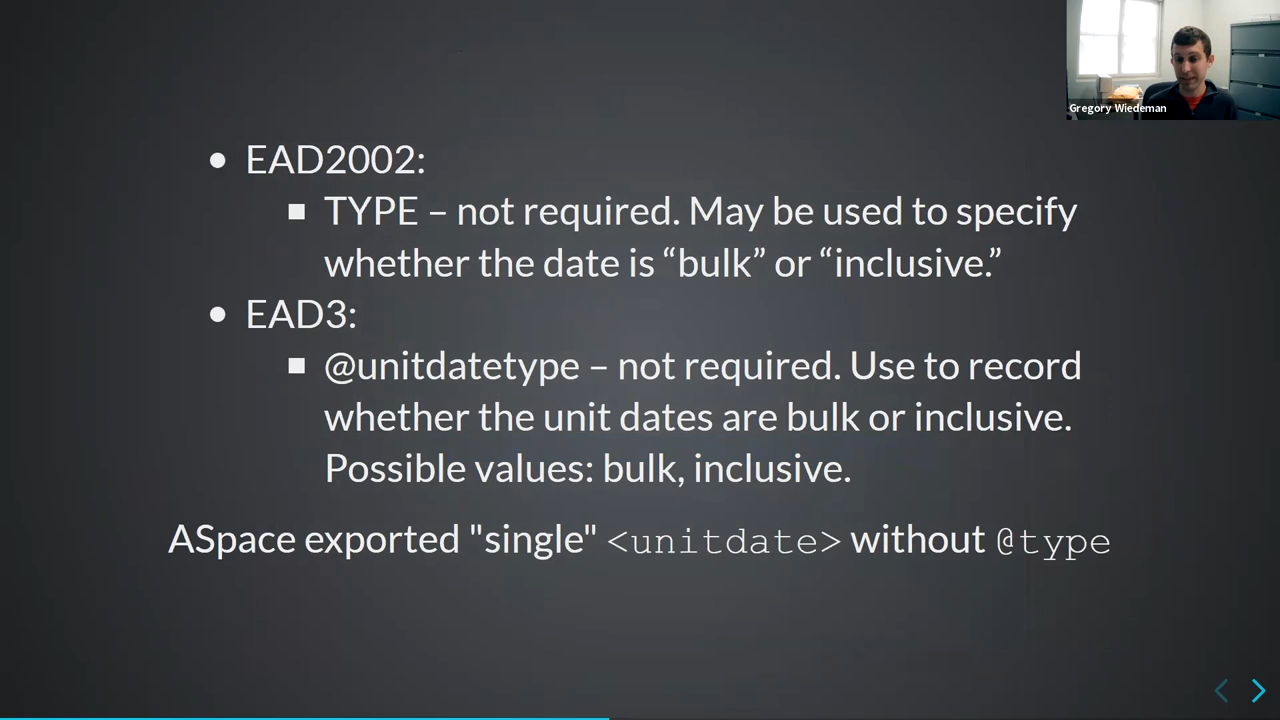 Gregory Wiedeman
EAD2002:
TYPE – not required. May be used to specify
whether the date is “bulk” or “inclusive.”
EAD3:
@unitdatetype – not required. Use to record
whether the unit dates are bulk or inclusive.
Possible values: bulk, inclusive.
ASpace exported "single" <unitdate> without @type